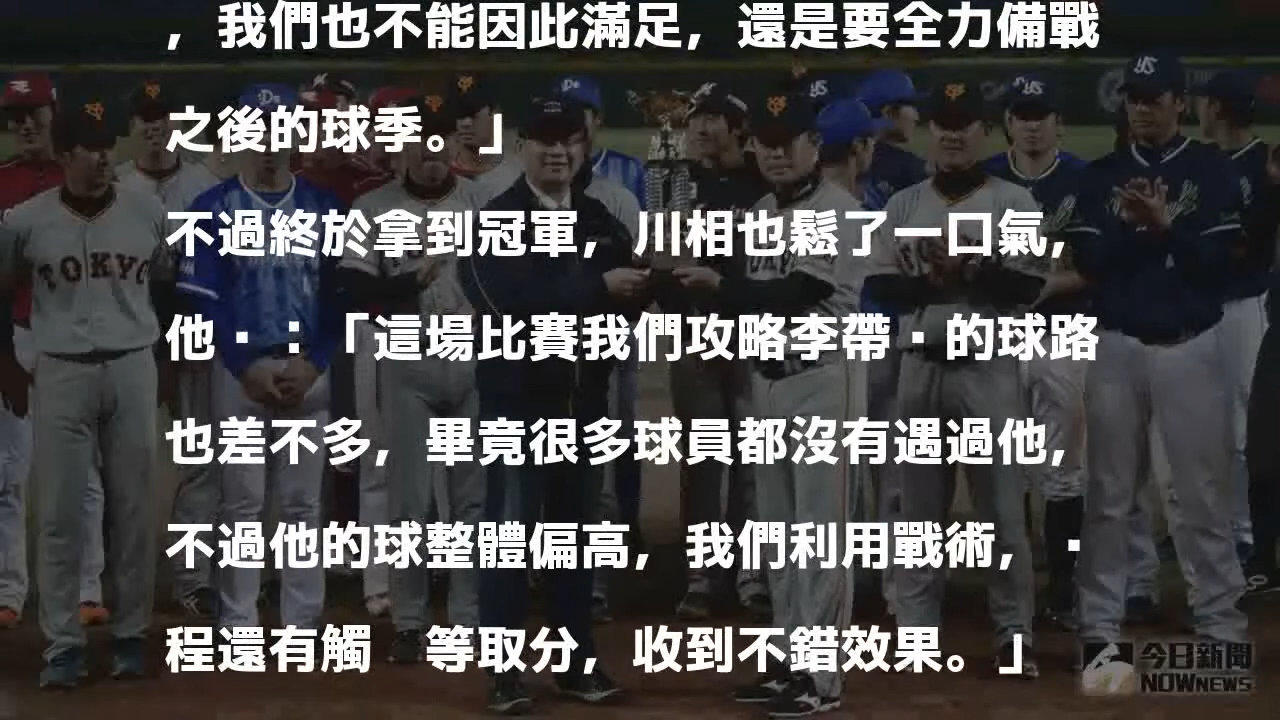 ，我們也不能因此滿足，還是要全力備戰
之後的球季。」
不過終於拿到冠軍，川相也鬆了一口氣，
他▪：「這場比賽我們攻略李帶▪的球路
也差不多，畢竟很多球員都沒有遇過他，
不過他的球整體偏高，我們利用戰術，▪
程還有觸　等取分，收到不錯效果。」
TOKYO
YS
YS
今日新聞
NOWNEWS